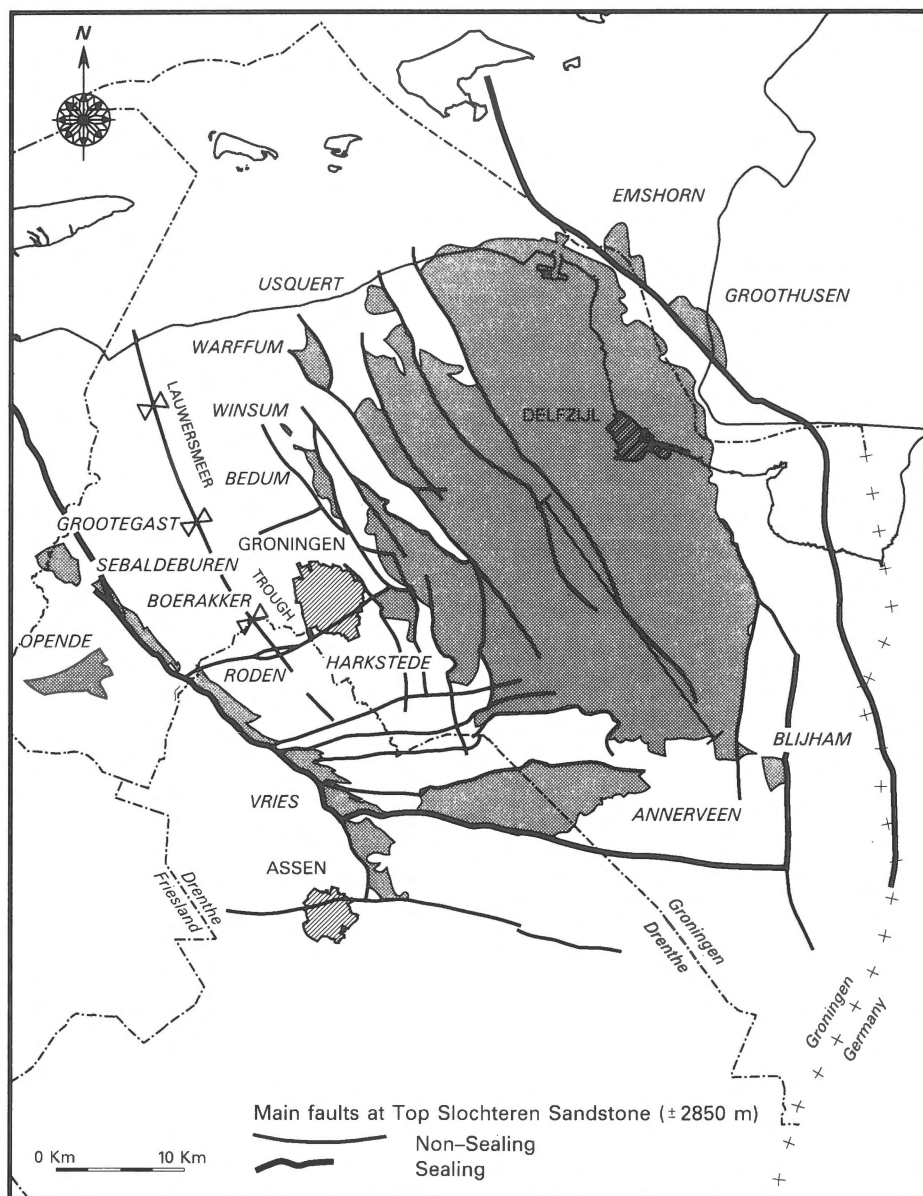 N
EMSHORN
USQUERT
GROOTHUSEN
WARFFUM
LAUWERSMEER
WINSUM
DELFZIJL
BEDUM
GROOTEGAST
GRONINGEN
SEBALDEBUREN
TROUGH
BOERAKKER
OPENDE
RODEN
HARKSTEDE
BLIJHAM
VRIES
ANNERVEEN
ASSEN
Drenthe
Friesland
Groningen
Drenthe
Groningen
Germany
Main faults at Top Slochteren Sandstone (±2850 m)
Non–Sealing
0 Km 10 Km
Sealing